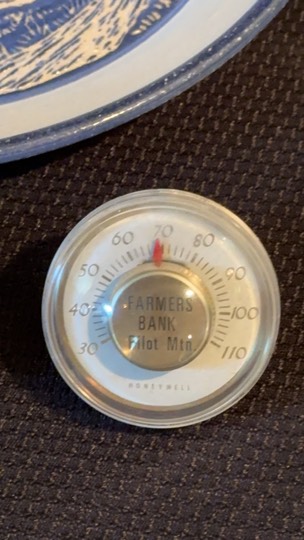 60 70 80
50 90
40 100
30 110
FARMERS
BANK
Pilot Mtn.
HONEYWELL